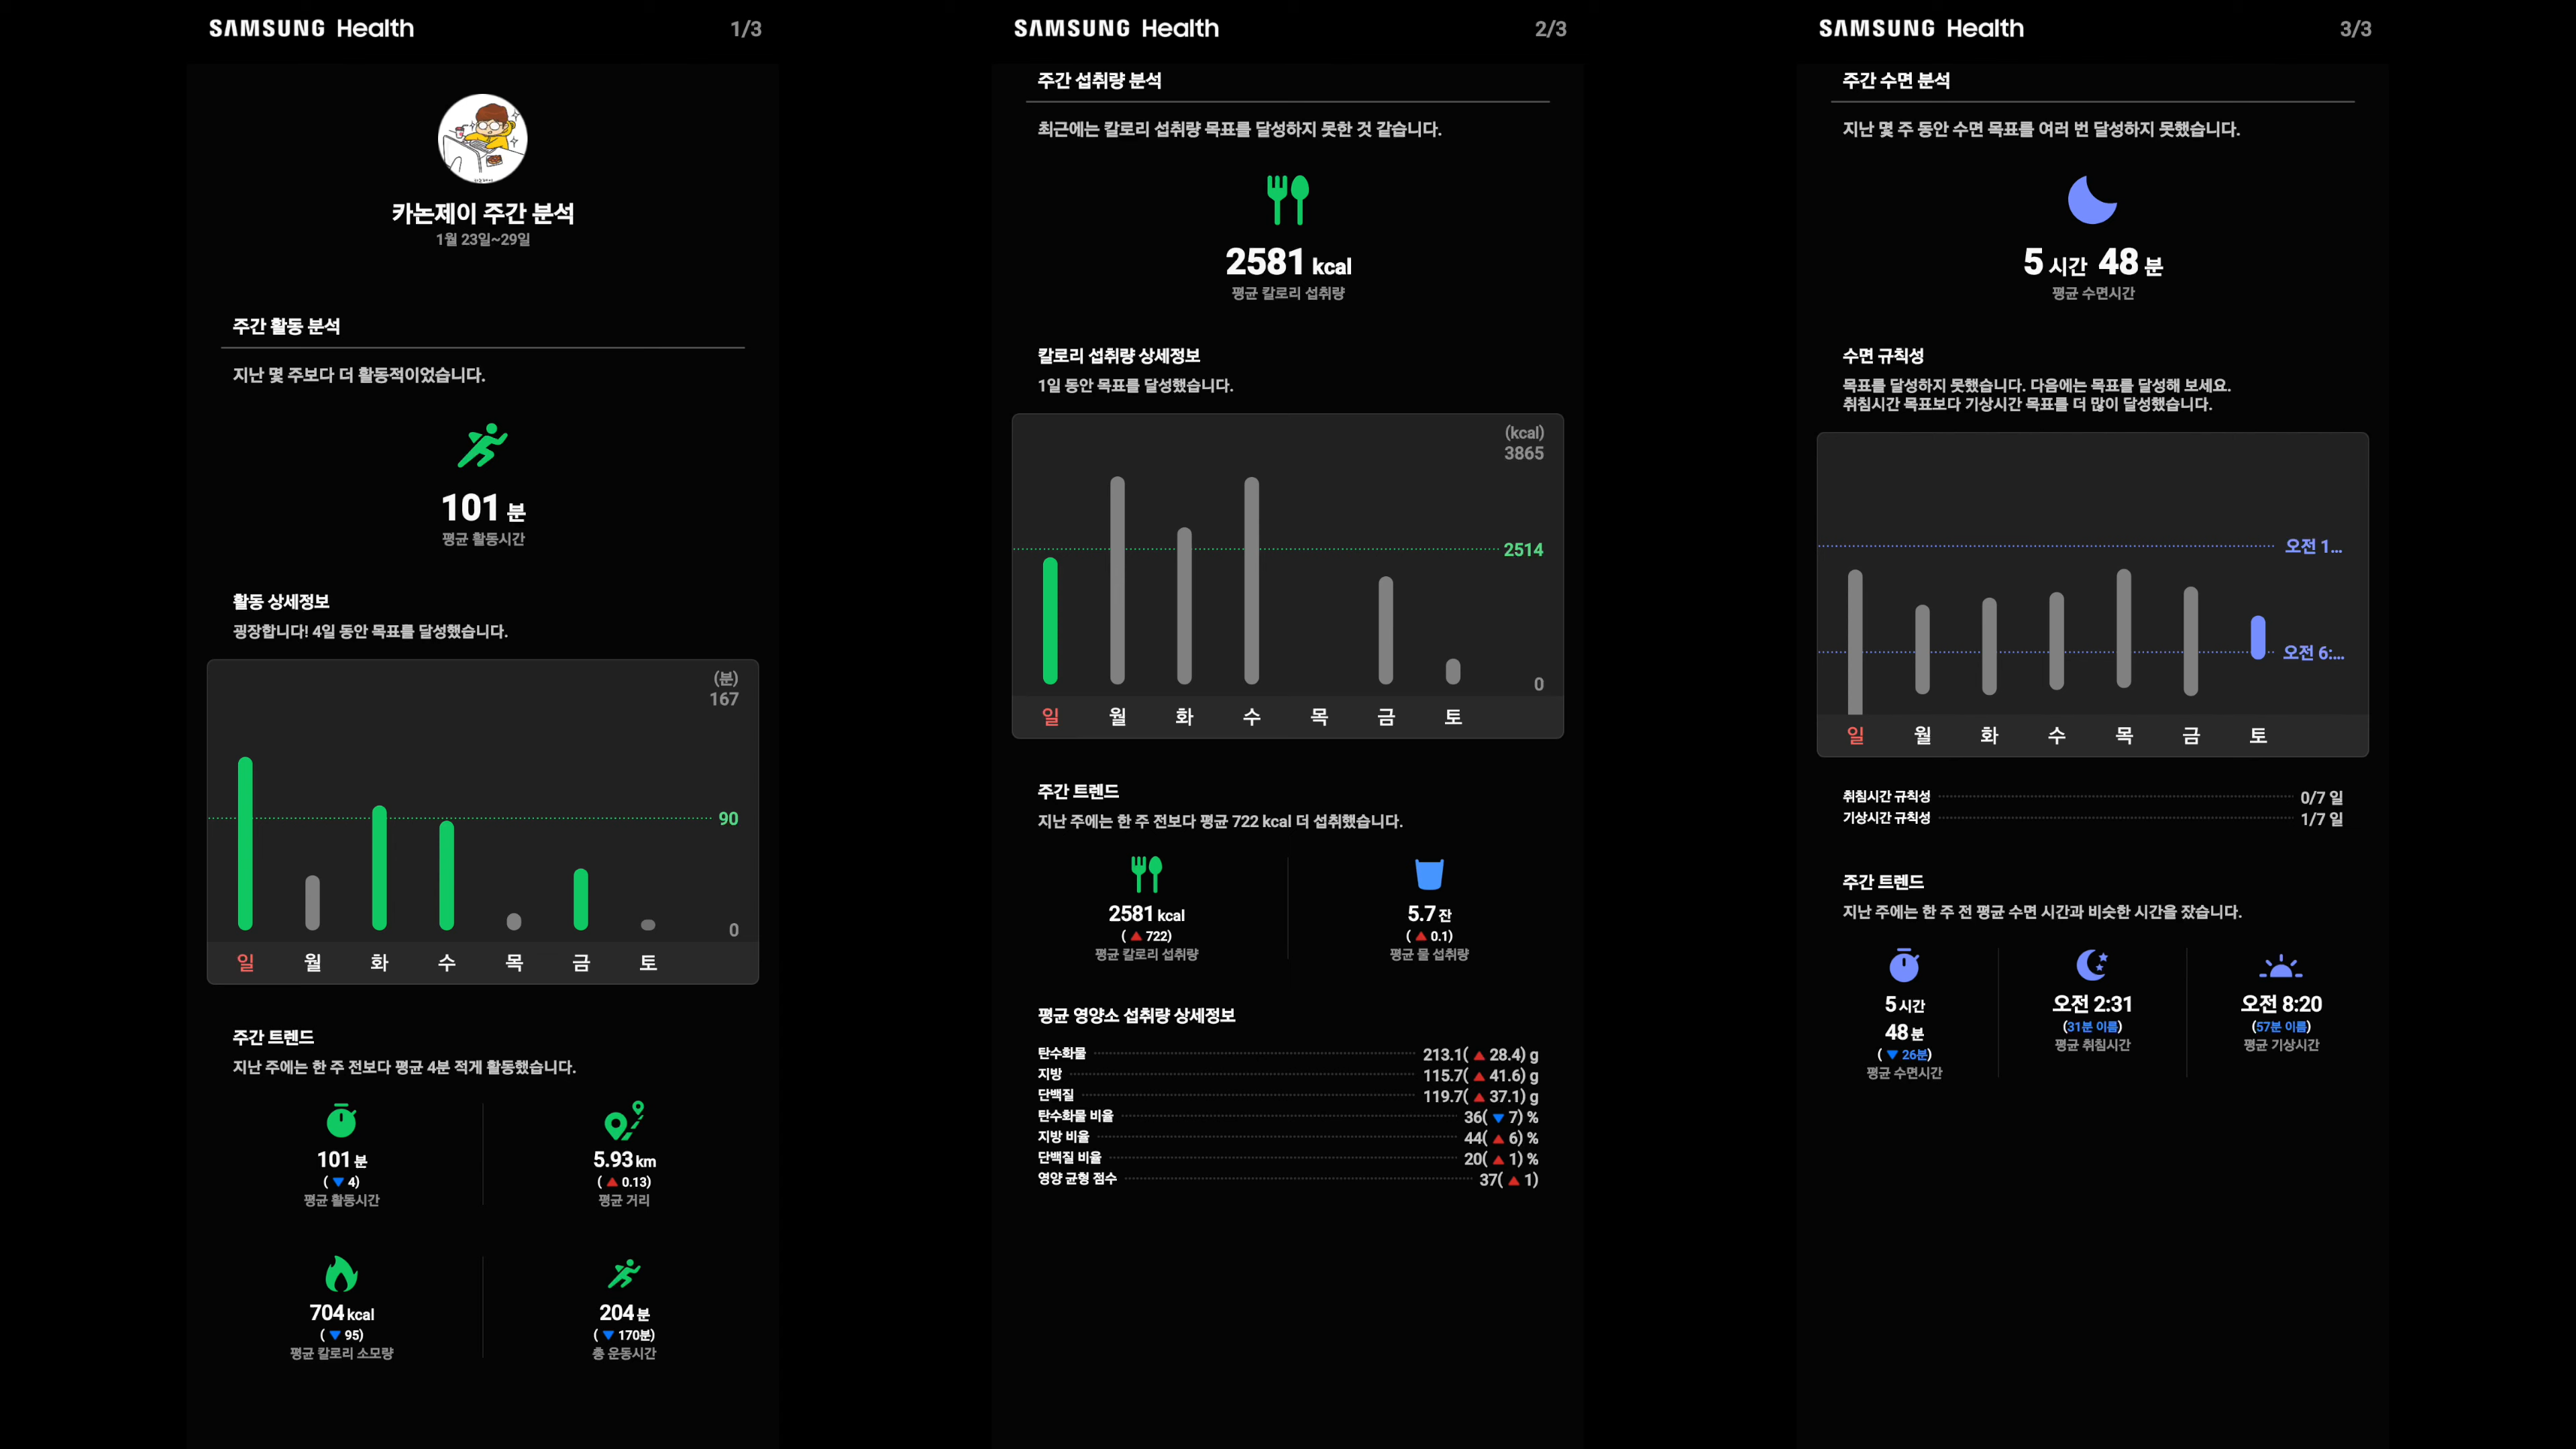 SAMSUNG Health
1/3
카논제이 주간 분석
1월 23일~29일
주간 활동 분석
지난 몇 주보다 더 활동적이었습니다.
101 분
평균 활동시간
활동 상세정보
굉장합니다! 4일 동안 목표를 달성했습니다.
(분)
167
90
0
일 월 화 수 목 금 토
주간 트렌드
지난 주에는 한 주 전보다 평균 4분 적게 활동했습니다.
101 분
(▼ 4)
평균 활동시간
5.93 km
(▲ 0.13)
평균 거리
704 kcal
(▼ 95)
평균 칼로리 소모량
204 분
(▼ 170분)
총 운동시간
SAMSUNG Health
2/3
주간 섭취량 분석
최근에는 칼로리 섭취량 목표를 달성하지 못한 것 같습니다.
2581 kcal
평균 칼로리 섭취량
칼로리 섭취량 상세정보
1일 동안 목표를 달성했습니다.
(kcal)
3865
2514
0
일 월 화 수 목 금 토
주간 트렌드
지난 주에는 한 주 전보다 평균 722 kcal 더 섭취했습니다.
2581 kcal
(▲ 722)
평균 칼로리 섭취량
5.7 잔
(▲ 0.1)
평균 물 섭취량
평균 영양소 섭취량 상세정보
탄수화물 213.1(▲ 28.4) g
지방 115.7(▲ 41.6) g
단백질 119.7(▲ 37.1) g
탄수화물 비율 36(▼ 7) %
지방 비율 44(▲ 6) %
단백질 비율 20(▲ 1) %
영양 균형 점수 37(▲ 1)
SAMSUNG Health
3/3
주간 수면 분석
지난 몇 주 동안 수면 목표를 여러 번 달성하지 못했습니다.
5 시간 48 분
평균 수면시간
수면 규칙성
목표를 달성하지 못했습니다. 다음에는 목표를 달성해 보세요.
취침시간 목표보다 기상시간 목표를 더 많이 달성했습니다.
오전 1...
오전 6:...
일 월 화 수 목 금 토
취침시간 규칙성 0/7 일
기상시간 규칙성 1/7 일
주간 트렌드
지난 주에는 한 주 전 평균 수면 시간과 비슷한 시간을 잤습니다.
5 시간
48 분
(▼ 26분)
평균 수면시간
오전 2:31
(31분 이름)
평균 취침시간
오전 8:20
(57분 이름)
평균 기상시간